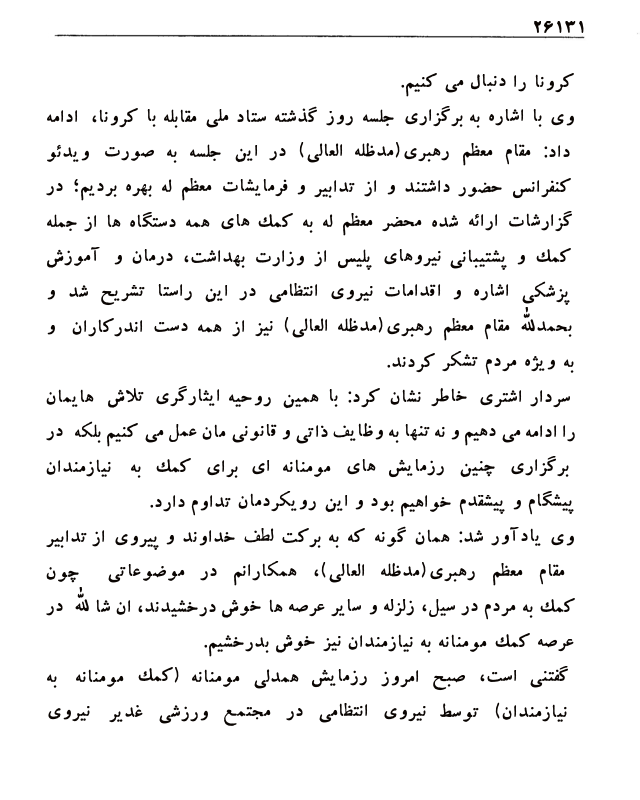 ۲۶۱۳۱
کرونا را دنبال می کنیم.
وی با اشاره به برگزاری جلسه روز گذشته ستاد ملی مقابله با کرونا، ادامه
داد: مقام معظم رهبری(مدظله العالی) در این جلسه به صورت ویدئو
کنفرانس حضور داشتند و از تدابیر و فرمایشات معظم له بهره بردیم؛ در
گزارشات ارائه شده محضر معظم له به کمك های همه دستگاه ها از جمله
کمك و پشتیبانی نیروهای پلیس از وزارت بهداشت، درمان و آموزش
پزشکی اشاره و اقدامات نیروی انتظامی در این راستا تشریح شد و
بحمدلله مقام معظم رهبری(مدظله العالی) نیز از همه دست اندرکاران و
به ویژه مردم تشکر کردند.
سردار اشتری خاطر نشان کرد: با همین روحیه ایثارگری تلاش هایمان
را ادامه می دهیم و نه تنها به وظایف ذاتی و قانونی مان عمل می کنیم بلکه در
برگزاری چنین رزمایش های مومنانه ای برای کمك به نیازمندان
پیشگام و پیشقدم خواهیم بود و این رویکردمان تداوم دارد.
وی یادآور شد: همان گونه که به برکت لطف خداوند و پیروی از تدابیر
مقام معظم رهبری(مدظله العالی)، همکارانم در موضوعاتی چون
کمك به مردم در سیل، زلزله و سایر عرصه ها خوش درخشیدند، ان شا لله در
عرصه کمك مومنانه به نیازمندان نیز خوش بدرخشیم.
گفتنی است، صبح امروز رزمایش همدلی مومنانه (کمك مومنانه به
نیازمندان) توسط نیروی انتظامی در مجتمع ورزشی غدیر نیروی